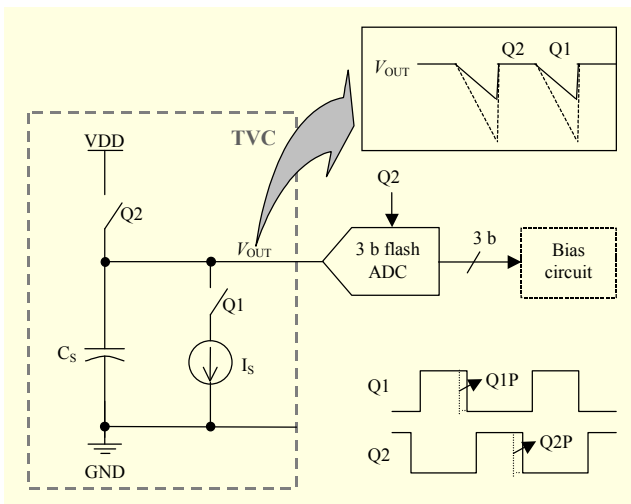 Q2 Q1
VOUT
TVC
VDD
Q2
Q2
VOUT
3 b flash
ADC
3 b
Bias
circuit
Q1
CS
IS
GND
Q1
Q1P
Q2
Q2P